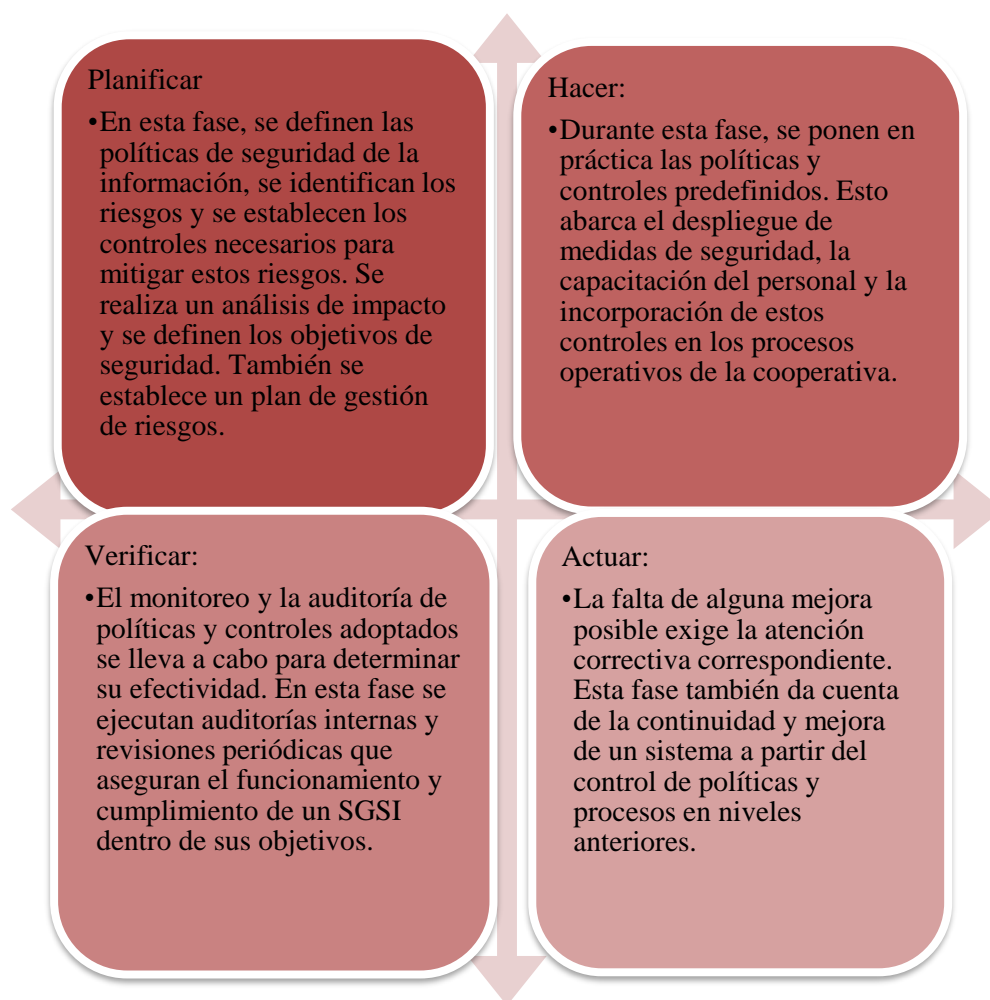 Planificar
•En esta fase, se definen las
políticas de seguridad de la
información, se identifican los
riesgos y se establecen los
controles necesarios para
mitigar estos riesgos. Se
realiza un análisis de impacto
y se definen los objetivos de
seguridad. También se
establece un plan de gestión
de riesgos.
Hacer:
•Durante esta fase, se ponen en
práctica las políticas y
controles predefinidos. Esto
abarca el despliegue de
medidas de seguridad, la
capacitación del personal y la
incorporación de estos
controles en los procesos
operativos de la cooperativa.
Verificar:
•El monitoreo y la auditoría de
políticas y controles adoptados
se lleva a cabo para determinar
su efectividad. En esta fase se
ejecutan auditorías internas y
revisiones periódicas que
aseguran el funcionamiento y
cumplimiento de un SGSI
dentro de sus objetivos.
Actuar:
•La falta de alguna mejora
posible exige la atención
correctiva correspondiente.
Esta fase también da cuenta
de la continuidad y mejora
de un sistema a partir del
control de políticas y
procesos en niveles
anteriores.